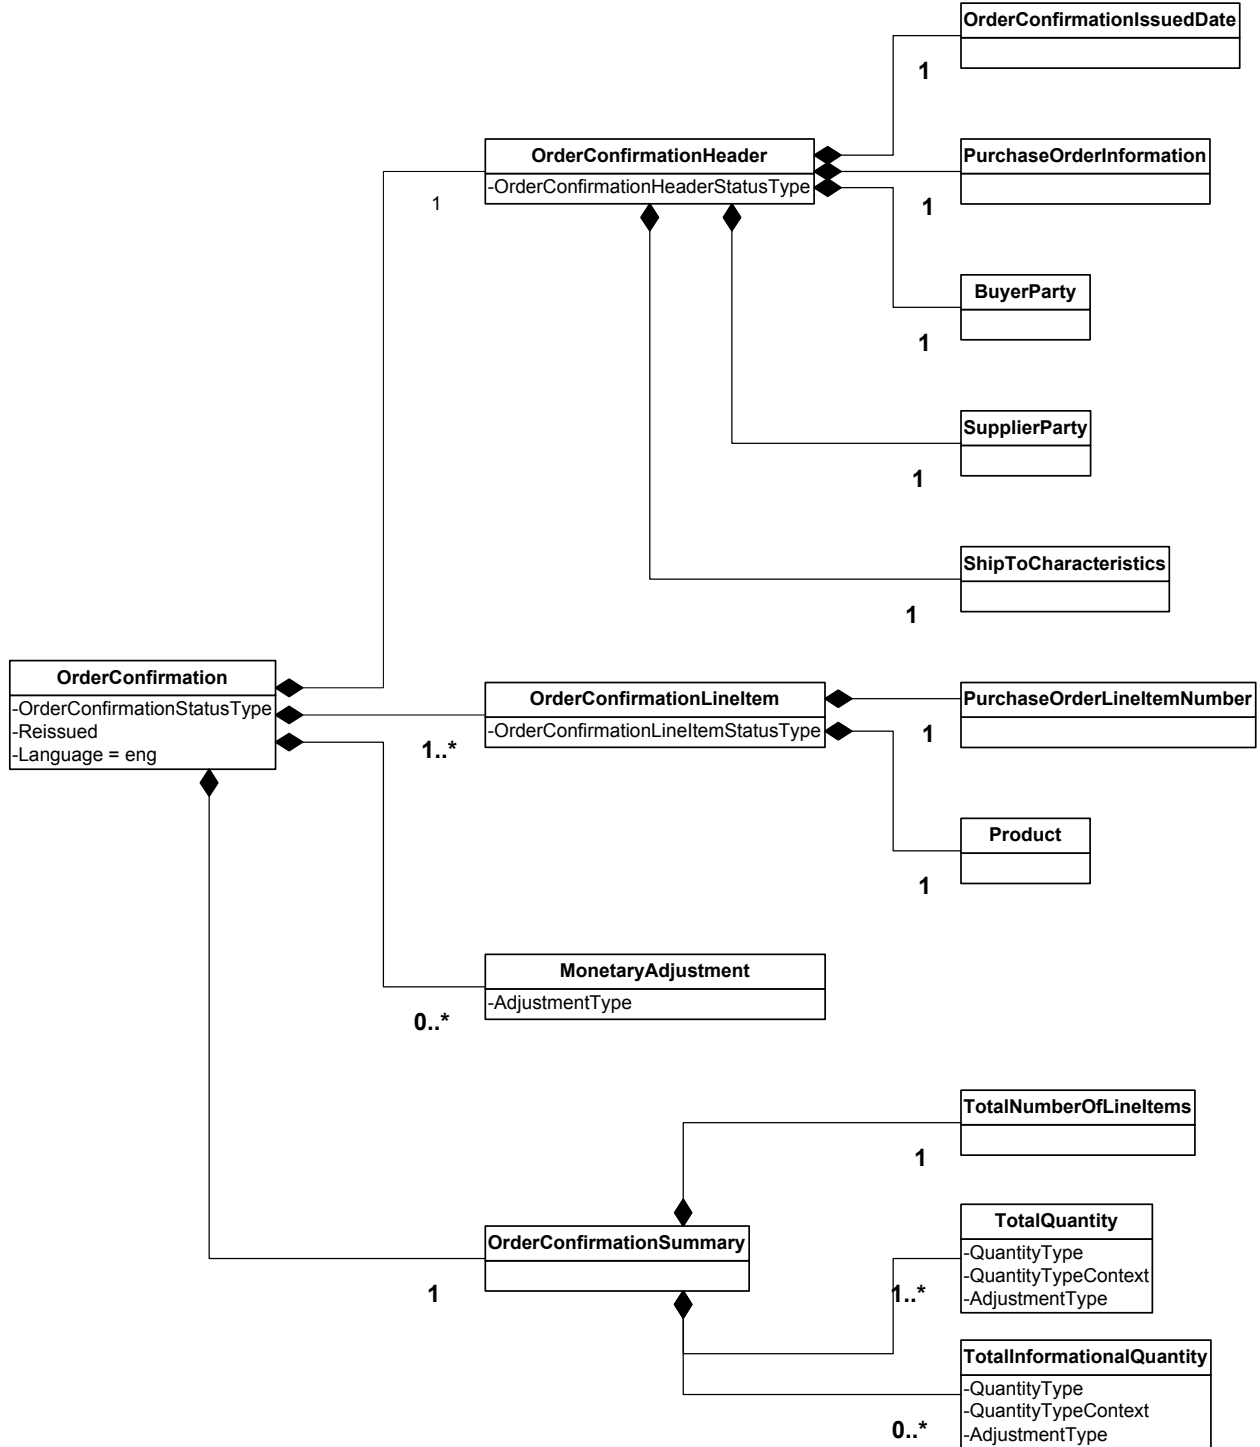 OrderConfirmationIssuedDate
1
OrderConfirmationHeader
-OrderConfirmationHeaderStatusType
1
PurchaseOrderInformation
1
BuyerParty
1
SupplierParty
1
ShipToCharacteristics
1
OrderConfirmation
-OrderConfirmationStatusType
-Reissued
-Language = eng
OrderConfirmationLineItem
-OrderConfirmationLineItemStatusType
1..*
PurchaseOrderLineItemNumber
1
Product
1
MonetaryAdjustment
-AdjustmentType
0..*
TotalNumberOfLineItems
1
OrderConfirmationSummary
1
TotalQuantity
-QuantityType
-QuantityTypeContext
-AdjustmentType
1..*
TotalInformationalQuantity
-QuantityType
-QuantityTypeContext
-AdjustmentType
0..*